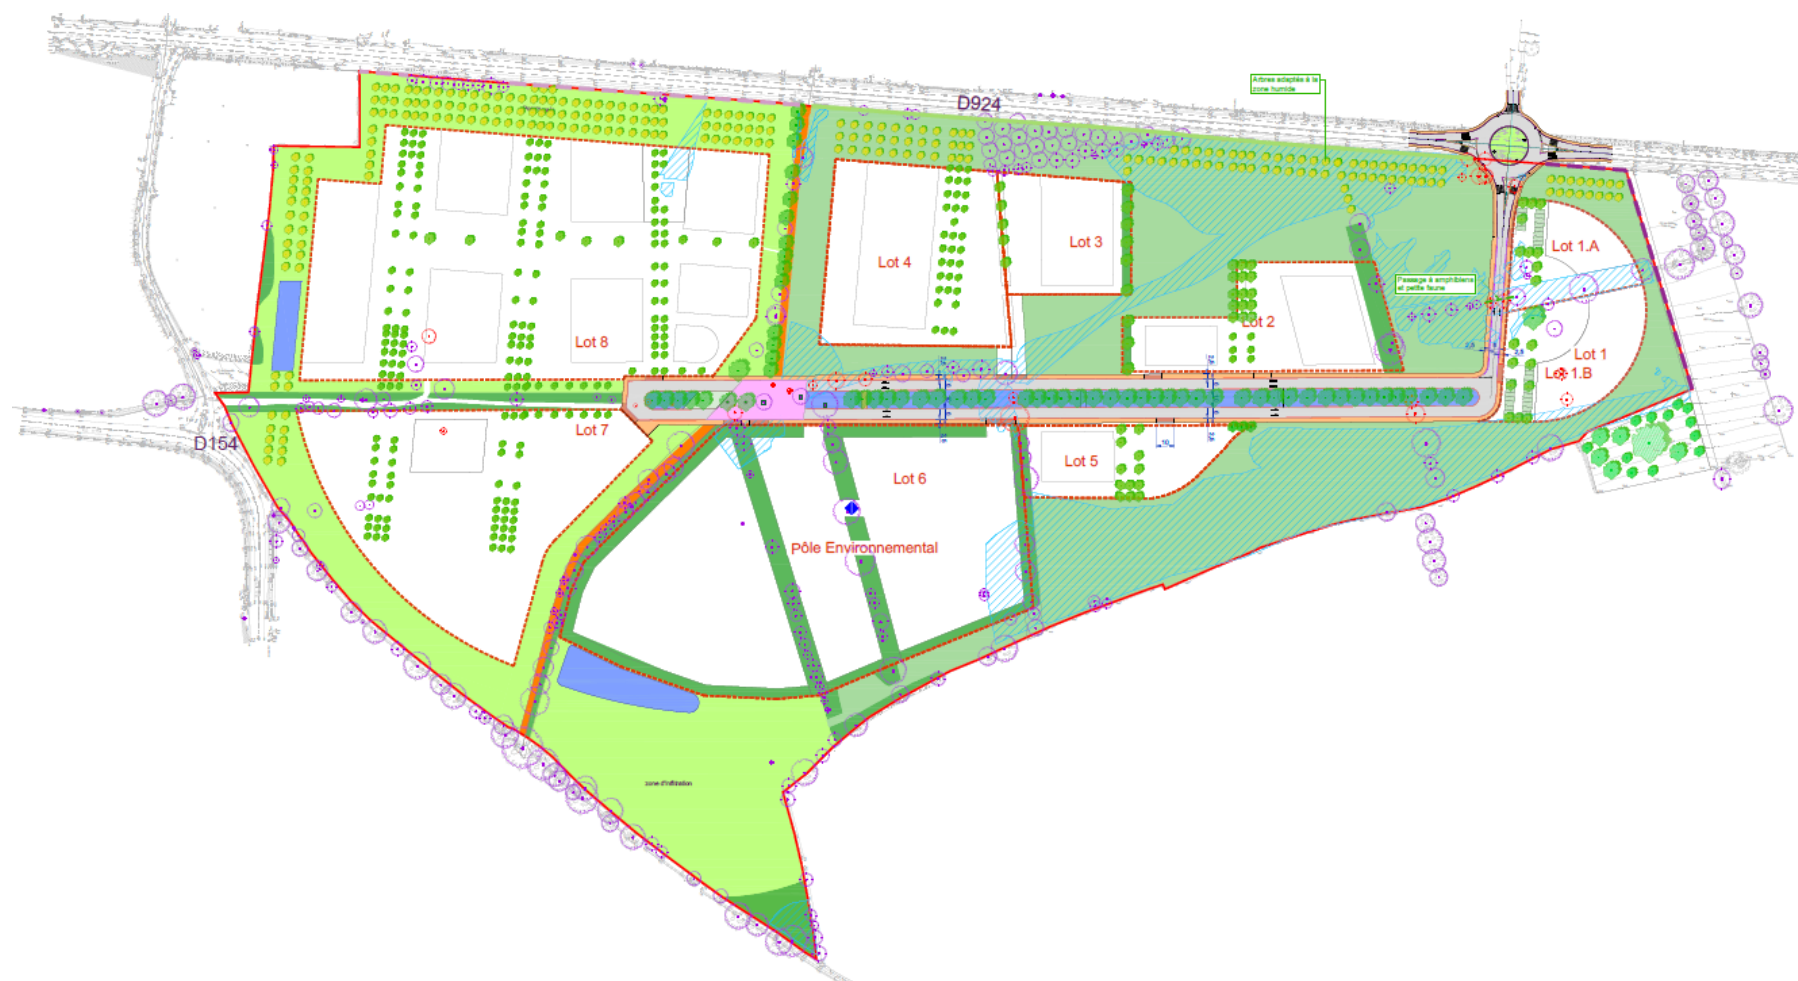 D924
Arbres adaptés à la
zone humide
Lot 1.A
Lot 3
Lot 4
Passage à amphibiens
et petite faune
Lot 2
Lot 8
Lot 1
Lot 1.B
Lot 7
D154
Lot 5
Lot 6
Pôle Environnemental
zone d'infiltration